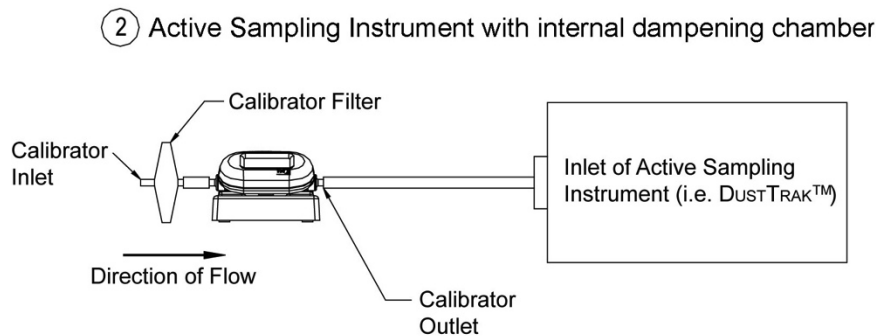 2 Active Sampling Instrument with internal dampening chamber
Calibrator Filter
Calibrator
Inlet
Inlet of Active Sampling
Instrument (i.e. DUSTTRAK™)
Direction of Flow
Calibrator
Outlet